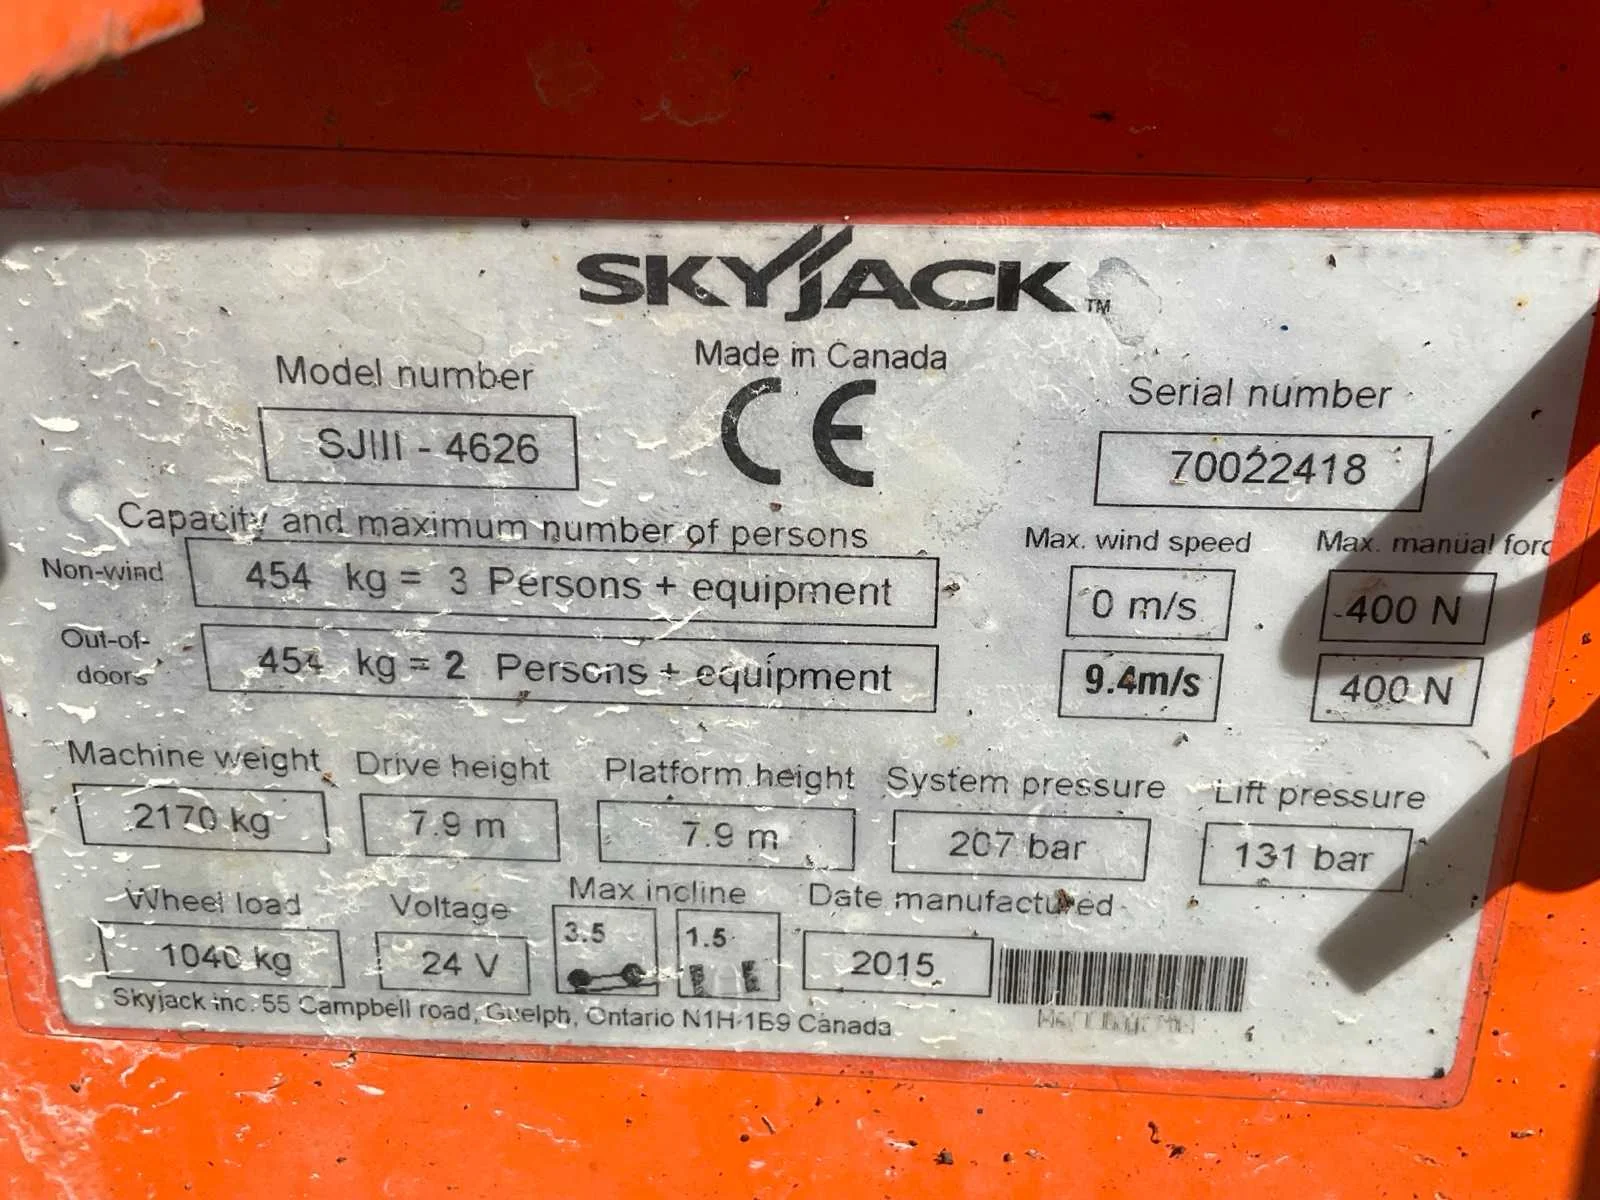 SKYJACK™
Made in Canada
CE
Model number
SJIII - 4626
Serial number
70022418
Capacity and maximum number of persons
Max. wind speed
Max. manual forc
Non-wind
454 kg = 3 Persons + equipment
0 m/s
400 N
Out-of-
doors
454 kg = 2 Persons + equipment
9.4m/s
400 N
Machine weight
Drive height
Platform height
System pressure
Lift pressure
2170 kg
7.9 m
7.9 m
207 bar
131 bar
Wheel load
Voltage
Max incline
Date manufactured
1040 kg
24 V
3.5
1.5
2015
Skyjack inc. 55 Campbell road, Guelph, Ontario N1H 1B9 Canada